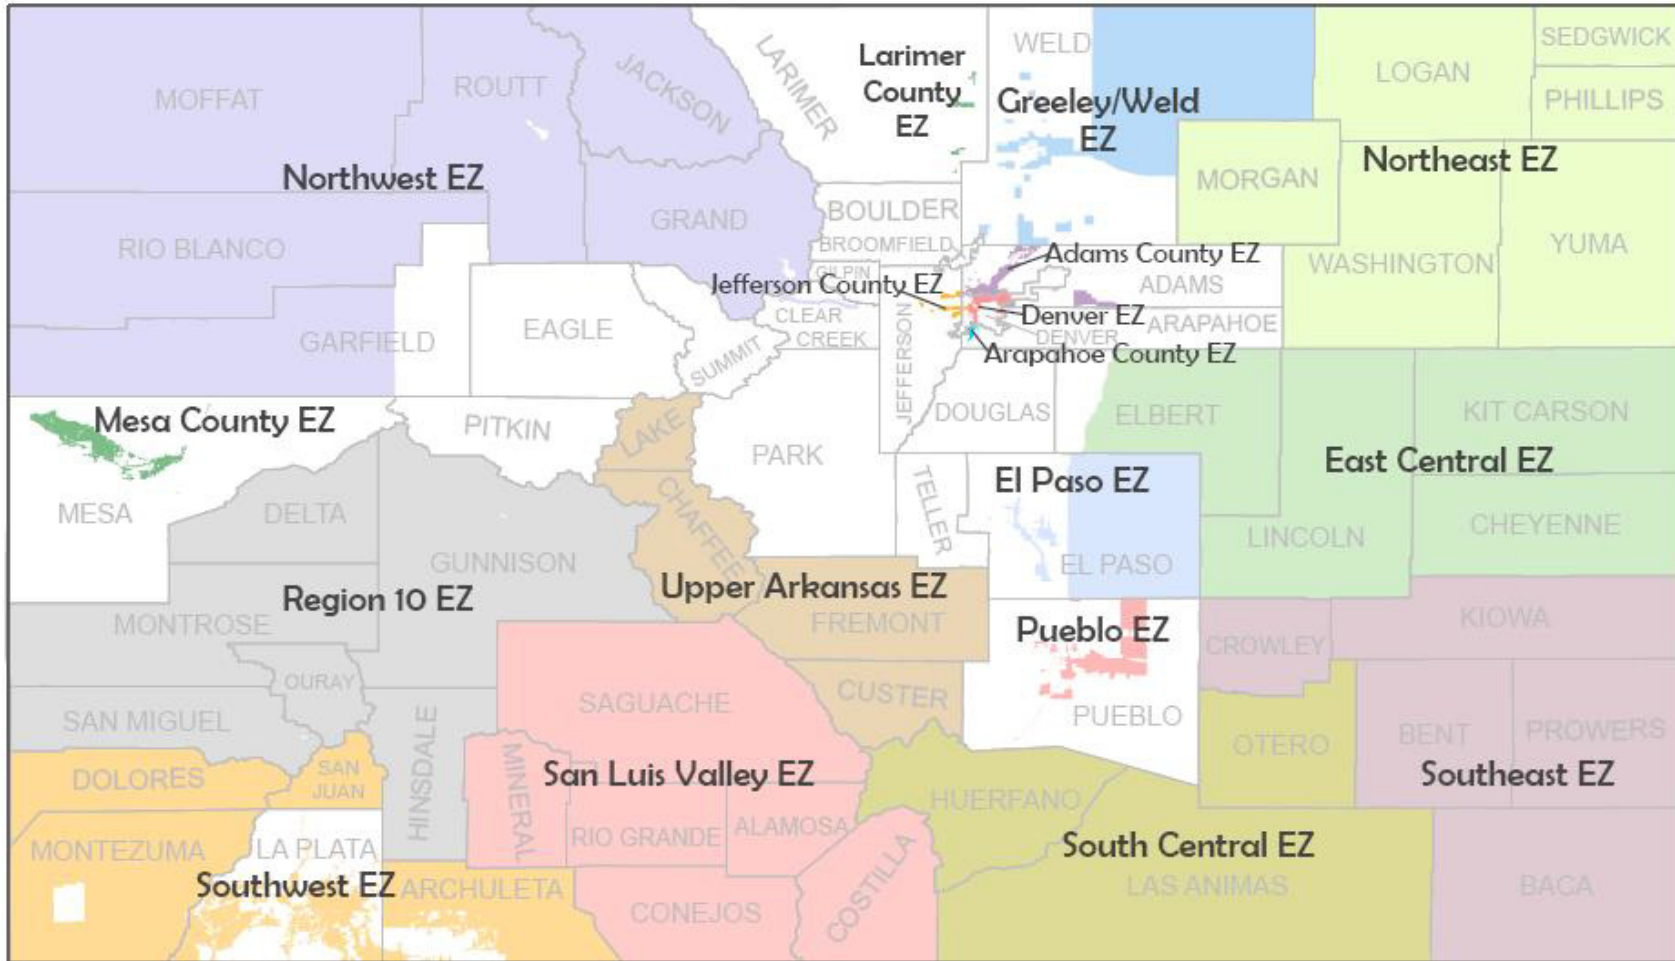 MOFFAT
ROUTT
JACKSON
LARIMER
Larimer
County
EZ
WELD
Greeley/Weld
EZ
LOGAN
SEDGWICK
PHILLIPS
Northwest EZ
GRAND
BOULDER
BROOMFIELD
GILPIN
MORGAN
Northeast EZ
WASHINGTON
YUMA
RIO BLANCO
GARFIELD
EAGLE
SUMMIT
CLEAR
CREEK
Jefferson County EZ
JEFFERSON
Adams County EZ
ADAMS
Denver EZ
DENVER
ARAPAHOE
Arapahoe County EZ
Mesa County EZ
MESA
PITKIN
LAKE
PARK
DOUGLAS
ELBERT
KIT CARSON
East Central EZ
DELTA
GUNNISON
CHAFFEE
TELLER
El Paso EZ
EL PASO
LINCOLN
CHEYENNE
Region 10 EZ
MONTROSE
Upper Arkansas EZ
FREMONT
Pueblo EZ
PUEBLO
CROWLEY
KIOWA
OURAY
SAN MIGUEL
HINSDALE
SAGUACHE
CUSTER
OTERO
BENT
PROWERS
Southeast EZ
DOLORES
SAN
JUAN
MINERAL
San Luis Valley EZ
RIO GRANDE
ALAMOSA
HUERFANO
South Central EZ
MONTEZUMA
LA PLATA
Southwest EZ
ARCHULETA
CONEJOS
COSTILLA
LAS ANIMAS
BACA